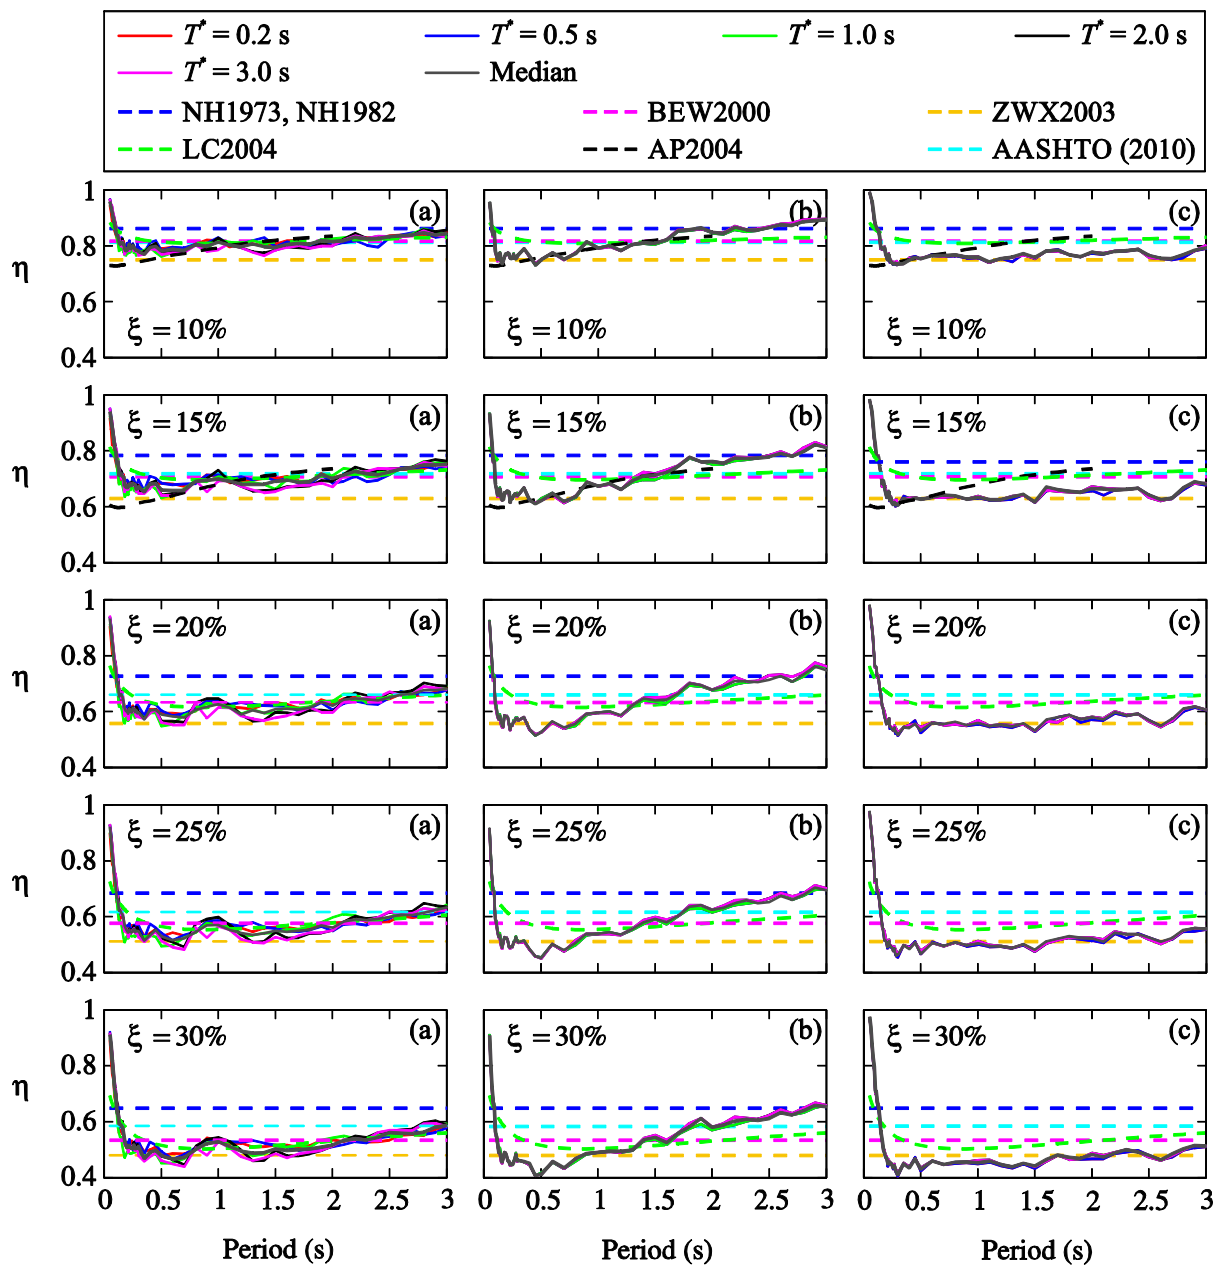 T* = 0.2 s T* = 0.5 s T* = 1.0 s T* = 2.0 s
T* = 3.0 s Median
NH1973, NH1982 BEW2000 ZWX2003
LC2004 AP2004 AASHTO (2010)
1 (a) (b) (c)
0.8
η
0.6
ξ = 10% ξ = 10% ξ = 10%
0.4
1
ξ = 15% (a) ξ = 15% (b) ξ = 15% (c)
0.8
η
0.6
0.4
1
ξ = 20% (a) ξ = 20% (b) ξ = 20% (c)
0.8
η
0.6
0.4
1
ξ = 25% (a) ξ = 25% (b) ξ = 25% (c)
0.8
η
0.6
0.4
1
ξ = 30% (a) ξ = 30% (b) ξ = 30% (c)
0.8
η
0.6
0.4
0 0.5 1 1.5 2 2.5 3 0 0.5 1 1.5 2 2.5 3 0 0.5 1 1.5 2 2.5 3
Period (s) Period (s) Period (s)